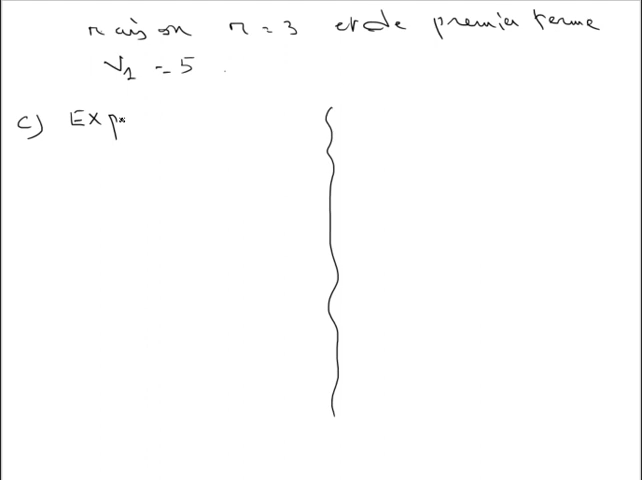 raison r = 3 et de premier terme
V₁ = 5.
c) Exp